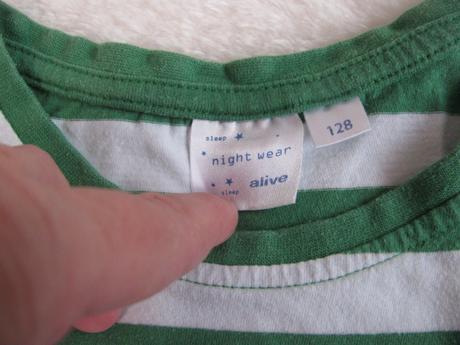 sleep
night wear
alive
sleep
128